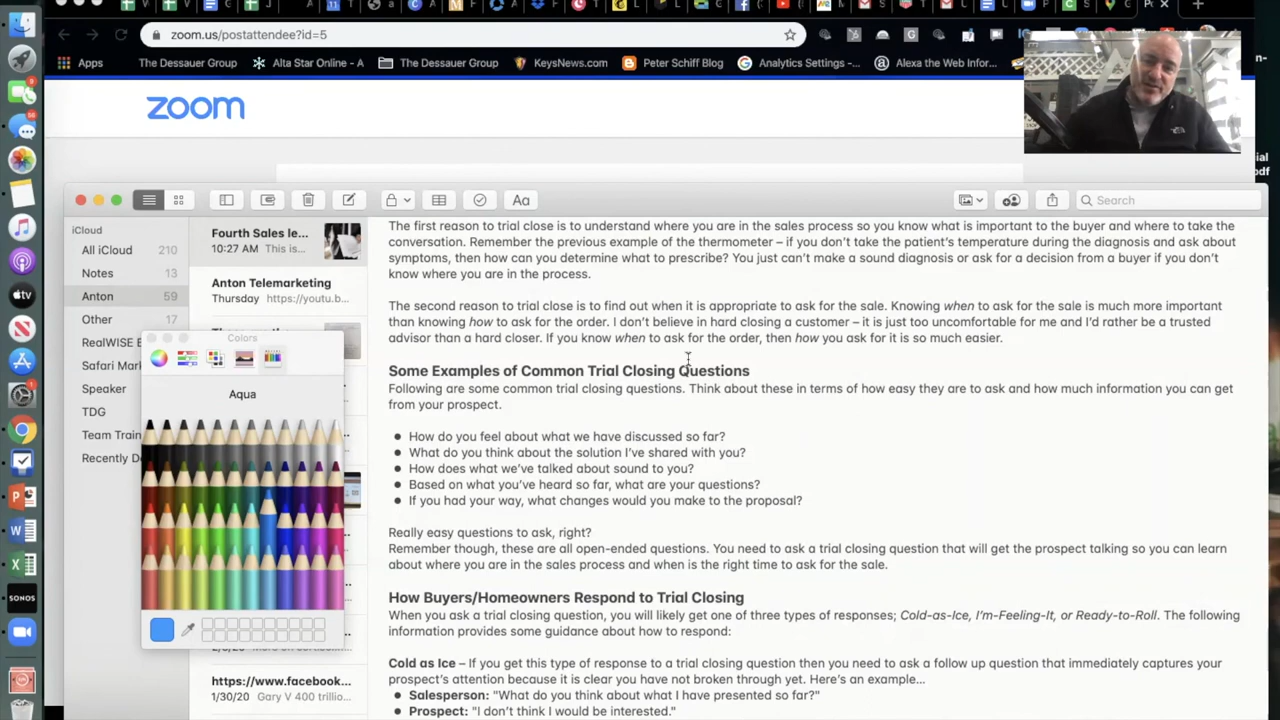 zoom.us/postattendee?id=5
Apps The Dessauer Group Alta Star Online - A The Dessauer Group KeysNews.com Peter Schiff Blog Analytics Settings -... Alexa the Web Infor...
zoom
Aa
Search
iCloud
All iCloud 210
Notes 13
Anton 59
Other 17
RealWISE E
Safari Mark
Speaker
TDG
Team Train
Recently D
Fourth Sales le...
10:27 AM This is...
Anton Telemarketing
Thursday https://youtu.b...
https://www.facebook...
1/30/20 Gary V 400 trillio...
Colors
Aqua
The first reason to trial close is to understand where you are in the sales process so you know what is important to the buyer and where to take the
conversation. Remember the previous example of the thermometer – if you don't take the patient's temperature during the diagnosis and ask about
symptoms, then how can you determine what to prescribe? You just can't make a sound diagnosis or ask for a decision from a buyer if you don't
know where you are in the process.
The second reason to trial close is to find out when it is appropriate to ask for the sale. Knowing when to ask for the sale is much more important
than knowing how to ask for the order. I don't believe in hard closing a customer – it is just too uncomfortable for me and I'd rather be a trusted
advisor than a hard closer. If you know when to ask for the order, then how you ask for it is so much easier.
Some Examples of Common Trial Closing Questions
Following are some common trial closing questions. Think about these in terms of how easy they are to ask and how much information you can get
from your prospect.
● How do you feel about what we have discussed so far?
● What do you think about the solution I've shared with you?
● How does what we've talked about sound to you?
● Based on what you've heard so far, what are your questions?
● If you had your way, what changes would you make to the proposal?
Really easy questions to ask, right?
Remember though, these are all open-ended questions. You need to ask a trial closing question that will get the prospect talking so you can learn
about where you are in the sales process and when is the right time to ask for the sale.
How Buyers/Homeowners Respond to Trial Closing
When you ask a trial closing question, you will likely get one of three types of responses; Cold-as-Ice, I'm-Feeling-It, or Ready-to-Roll. The following
information provides some guidance about how to respond:
Cold as Ice – If you get this type of response to a trial closing question then you need to ask a follow up question that immediately captures your
prospect's attention because it is clear you have not broken through yet. Here's an example...
● Salesperson: "What do you think about what I have presented so far?"
● Prospect: "I don't think I would be interested."
SONOS